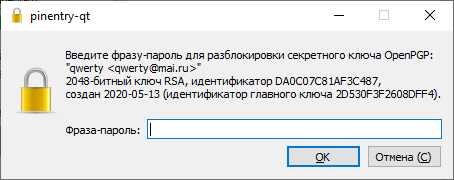 pinentry-qt
Введите фразу-пароль для разблокировки секретного ключа OpenPGP:
"qwerty <qwerty@mai.ru>"
2048-битный ключ RSA, идентификатор DA0C07C81AF3C487,
создан 2020-05-13 (идентификатор главного ключа 2D530F3F2608DFF4).
Фраза-пароль:
OK
Отмена (C)